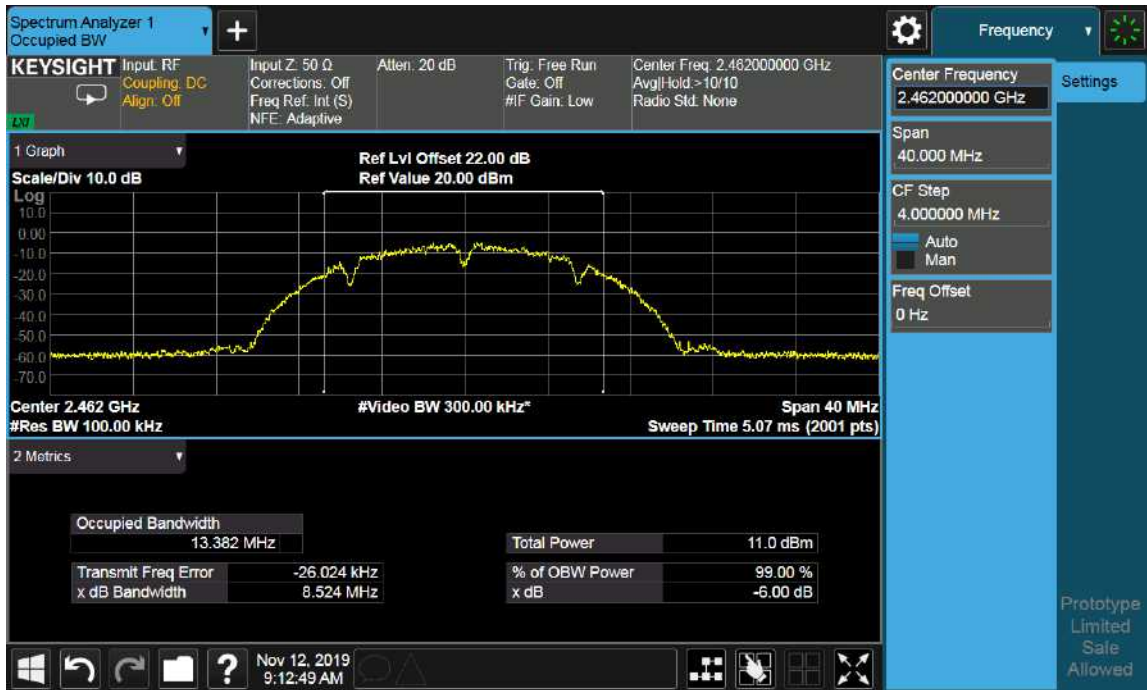 Spectrum Analyzer 1
Occupied BW
Frequency
KEYSIGHT
Input: RF
Coupling: DC
Align: Off
Input Z: 50 Ω
Corrections: Off
Freq Ref: Int (S)
NFE: Adaptive
Atten: 20 dB
Trig: Free Run
Gate: Off
#IF Gain: Low
Center Freq: 2.462000000 GHz
Avg|Hold:>10/10
Radio Std: None
LXI
1 Graph
Scale/Div 10.0 dB
Ref Lvl Offset 22.00 dB
Ref Value 20.00 dBm
Log
10.0
0.00
-10.0
-20.0
-30.0
-40.0
-50.0
-60.0
-70.0
Center 2.462 GHz
#Res BW 100.00 kHz
#Video BW 300.00 kHz*
Span 40 MHz
Sweep Time 5.07 ms (2001 pts)
2 Metrics
Occupied Bandwidth
13.382 MHz
Total Power 11.0 dBm
Transmit Freq Error -26.024 kHz
% of OBW Power 99.00 %
x dB Bandwidth 8.524 MHz
x dB -6.00 dB
Center Frequency
2.462000000 GHz
Settings
Span
40.000 MHz
CF Step
4.000000 MHz
Auto
Man
Freq Offset
0 Hz
Prototype
Limited
Sale
Allowed
?
Nov 12, 2019
9:12:49 AM